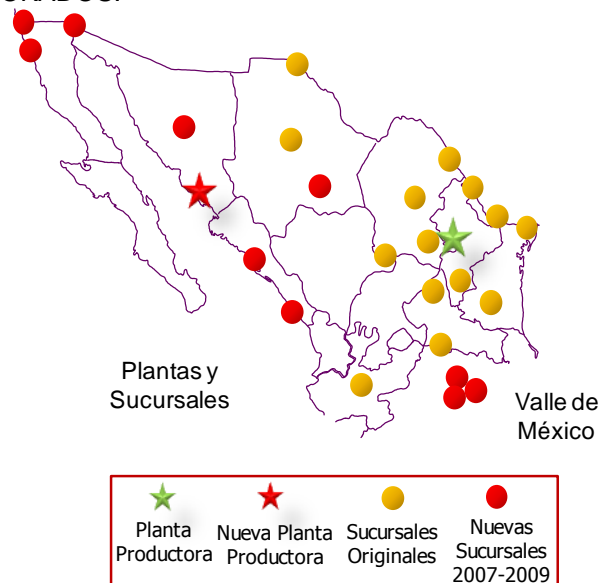 Plantas y
Sucursales
Valle de
México
Planta
Productora
Nueva Planta
Productora
Sucursales
Originales
Nuevas
Sucursales
2007-2009